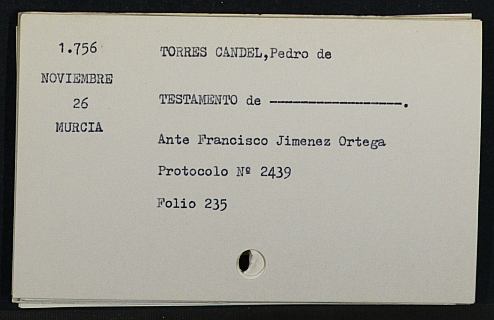 1.756
NOVIEMBRE
26
MURCIA
TORRES CANDEL,Pedro de
TESTAMENTO de ------------------.
Ante Francisco Jimenez Ortega
Protocolo Nº 2439
Folio 235